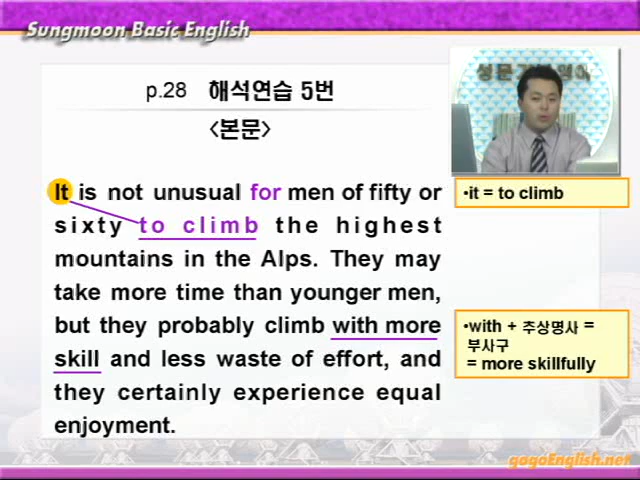 Sungmoon Basic English
p.28 해석연습 5번
<본문>
It is not unusual for men of fifty or
sixty to climb the highest
mountains in the Alps. They may
take more time than younger men,
but they probably climb with more
skill and less waste of effort, and
they certainly experience equal
enjoyment.
•it = to climb
•with + 추상명사 =
부사구
= more skillfully
gogoEnglish.net